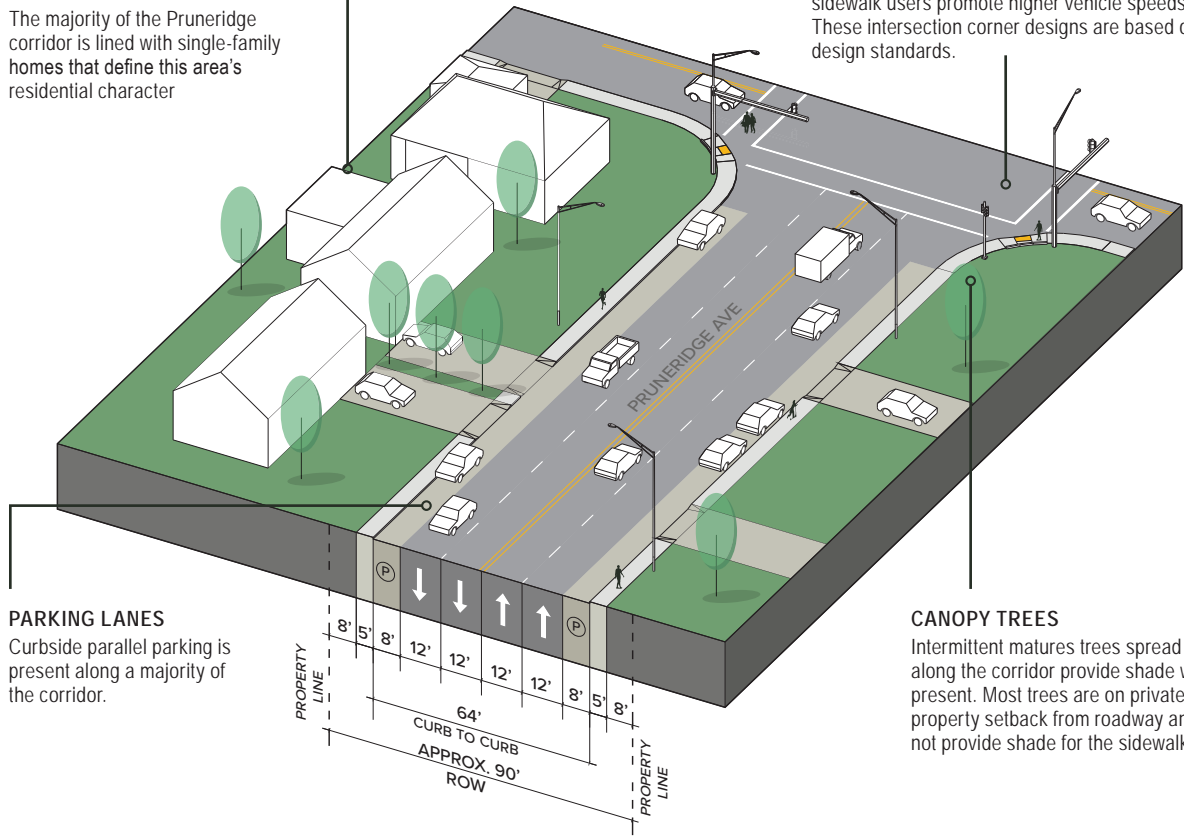 The majority of the Pruneridge
corridor is lined with single-family
homes that define this area's
residential character
sidewalk users promote higher vehicle speeds
These intersection corner designs are based
design standards.
PRUNERIDGE AVE
PARKING LANES
Curbside parallel parking is
present along a majority of
the corridor.
CANOPY TREES
Intermittent matures trees spread
along the corridor provide shade
present. Most trees are on private
property setback from roadway
not provide shade for the sidewalk
P
P
8' 5' 8' 12' 12' 12' 12' 8' 5' 8'
PROPERTY
LINE
64'
CURB TO CURB
APPROX. 90'
ROW
PROPERTY
LINE